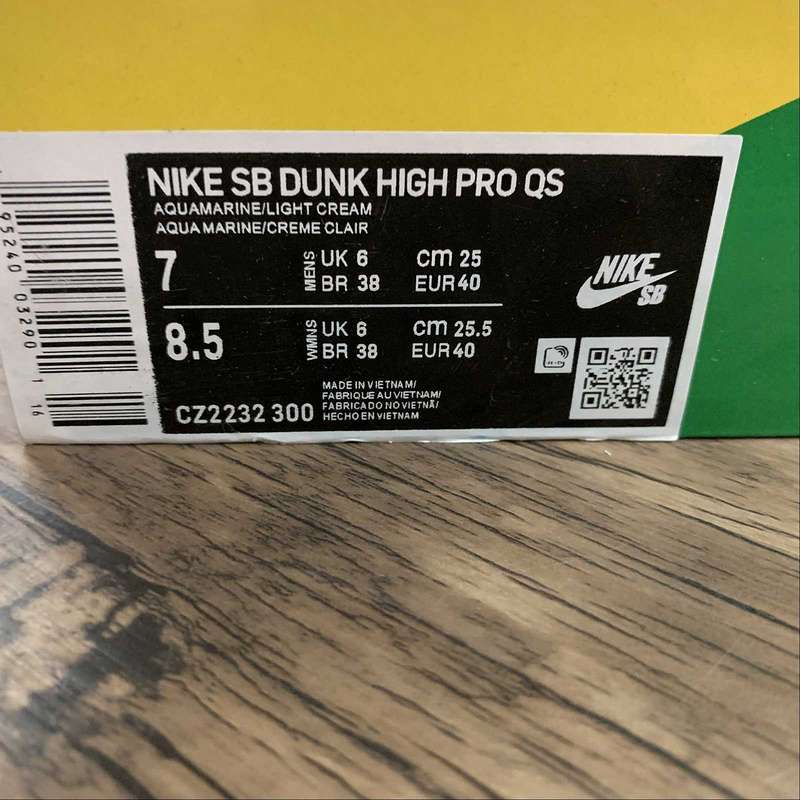 NIKE SB DUNK HIGH PRO QS
AQUAMARINE/LIGHT CREAM
AQUA MARINE/CREME CLAIR
7 MENS UK 6 cm 25
BR 38 EUR 40
8.5 WMNS UK 6 cm 25.5
BR 38 EUR 40
CZ2232 300
MADE IN VIETNAM/
FABRIQUE AU VIETNAM/
FABRICADO NO VIETNÃ/
HECHO EN VIETNAM
NIKE
SB
95240 03290 1
16